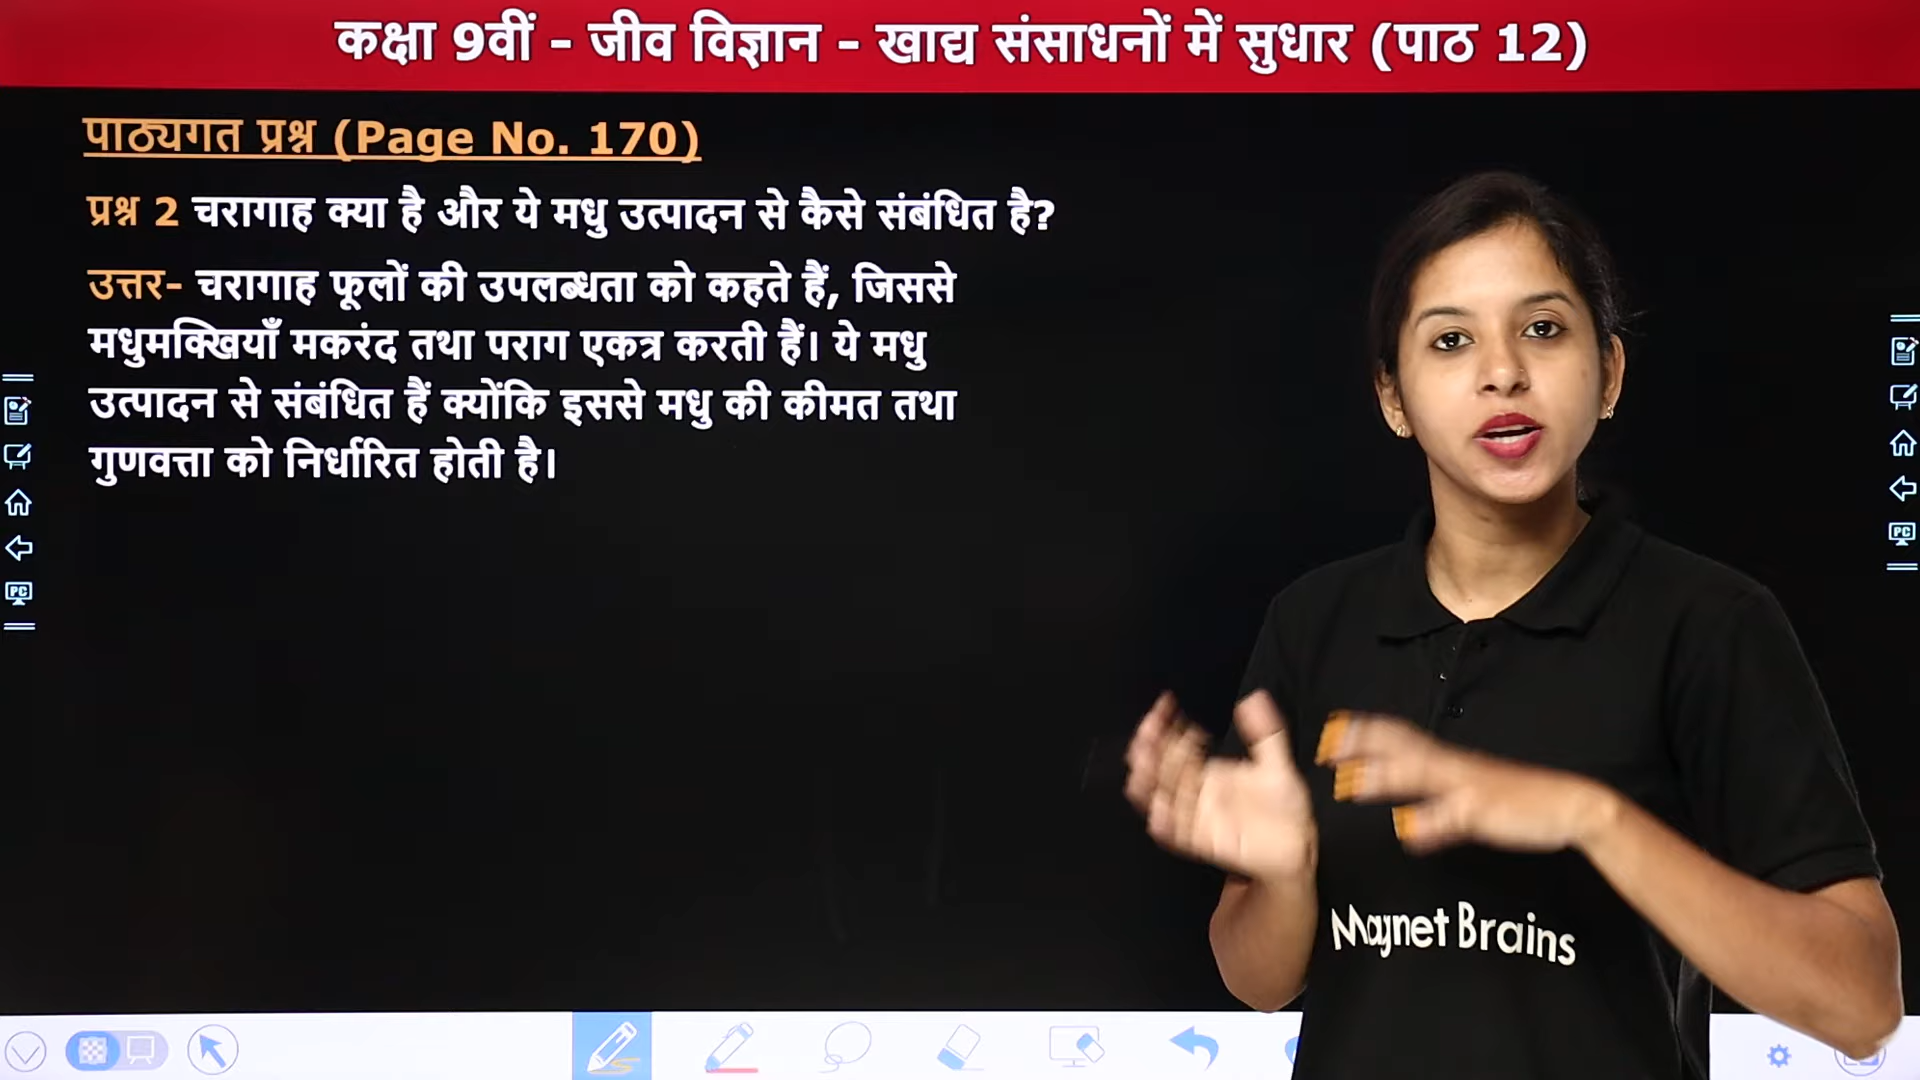 कक्षा 9वीं - जीव विज्ञान - खाद्य संसाधनों में सुधार (पाठ 12)
पाठ्यगत प्रश्न (Page No. 170)
प्रश्न 2 चरागाह क्या है और ये मधु उत्पादन से कैसे संबंधित है?
उत्तर- चरागाह फूलों की उपलब्धता को कहते हैं, जिससे
मधुमक्खियाँ मकरंद तथा पराग एकत्र करती हैं। ये मधु
उत्पादन से संबंधित हैं क्योंकि इससे मधु की कीमत तथा
गुणवत्ता को निर्धारित होती है।
PC
PC
Magnet Brains